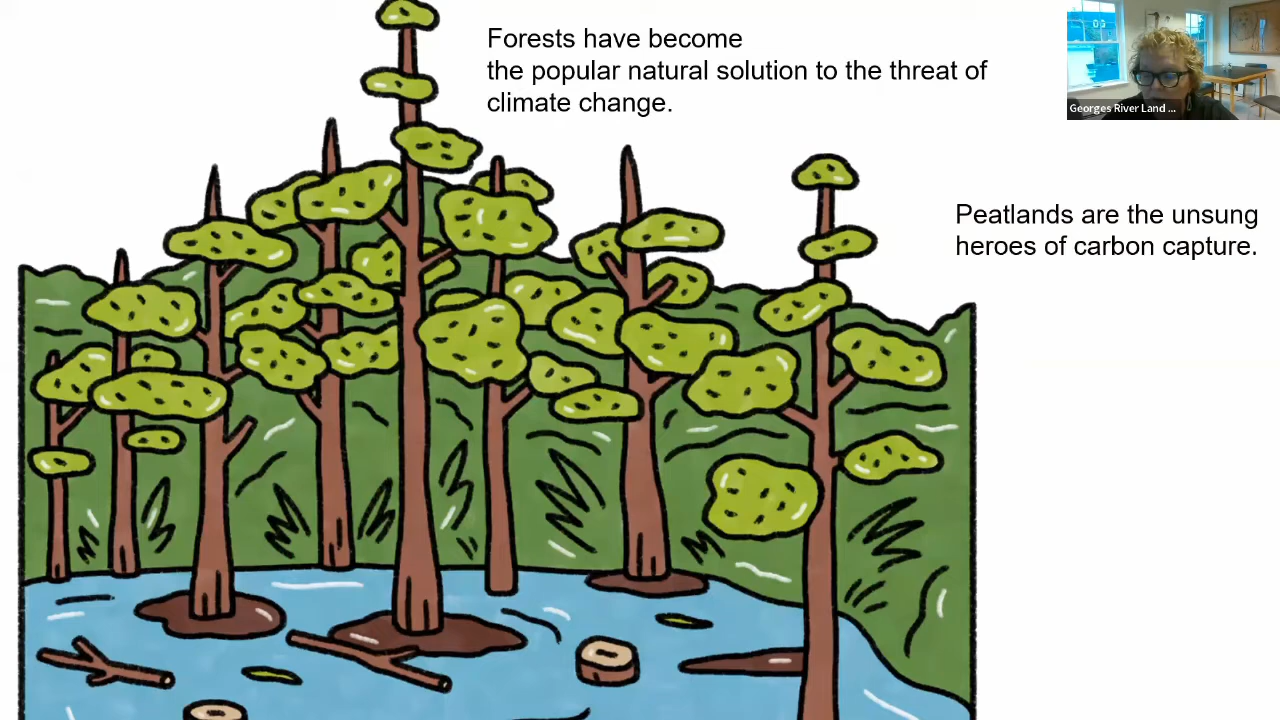 Forests have become
the popular natural solution to the threat of
climate change.
Georges River Land ...
Peatlands are the unsung
heroes of carbon capture.